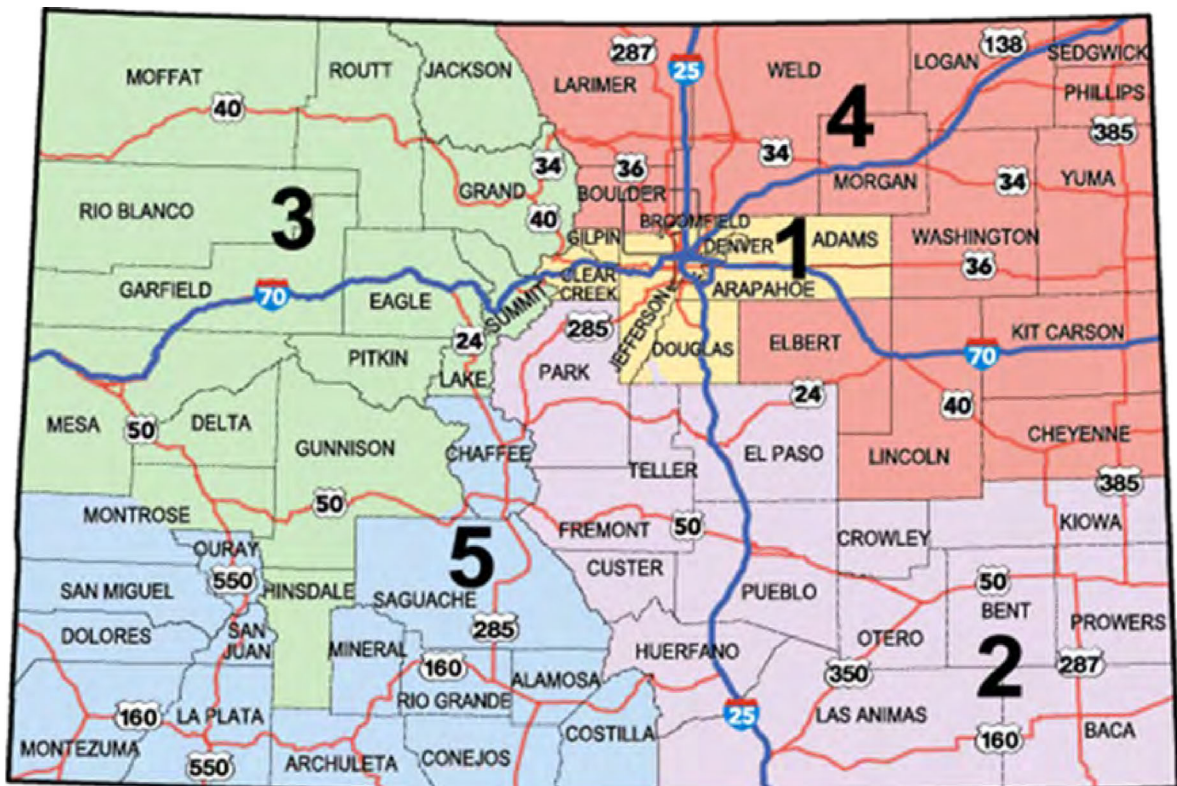 MOFFAT
ROUTT
JACKSON
LARIMER
287
25
WELD
LOGAN
138
SEDGWICK
PHILLIPS
40
4
385
34
36
34
MORGAN
34
YUMA
GRAND
BOULDER
RIO BLANCO
3
40
BROOMFIELD
GILPIN
DENVER
1
ADAMS
WASHINGTON
36
GARFIELD
70
EAGLE
SUMMIT
CLEAR
CREEK
ARAPAHOE
285
JEFFERSON
24
DOUGLAS
ELBERT
KIT CARSON
70
PITKIN
LAKE
PARK
24
40
MESA
50
DELTA
GUNNISON
CHAFFEE
TELLER
EL PASO
LINCOLN
CHEYENNE
385
50
MONTROSE
FREMONT
50
KIOWA
OURAY
5
CROWLEY
550
HINSDALE
CUSTER
PUEBLO
50
SAN MIGUEL
SAGUACHE
BENT
PROWERS
DOLORES
SAN
JUAN
MINERAL
285
HUERFANO
OTERO
160
350
2
287
ALAMOSA
RIO GRANDE
160
LA PLATA
25
LAS ANIMAS
COSTILLA
160
BACA
MONTEZUMA
550
ARCHULETA
CONEJOS